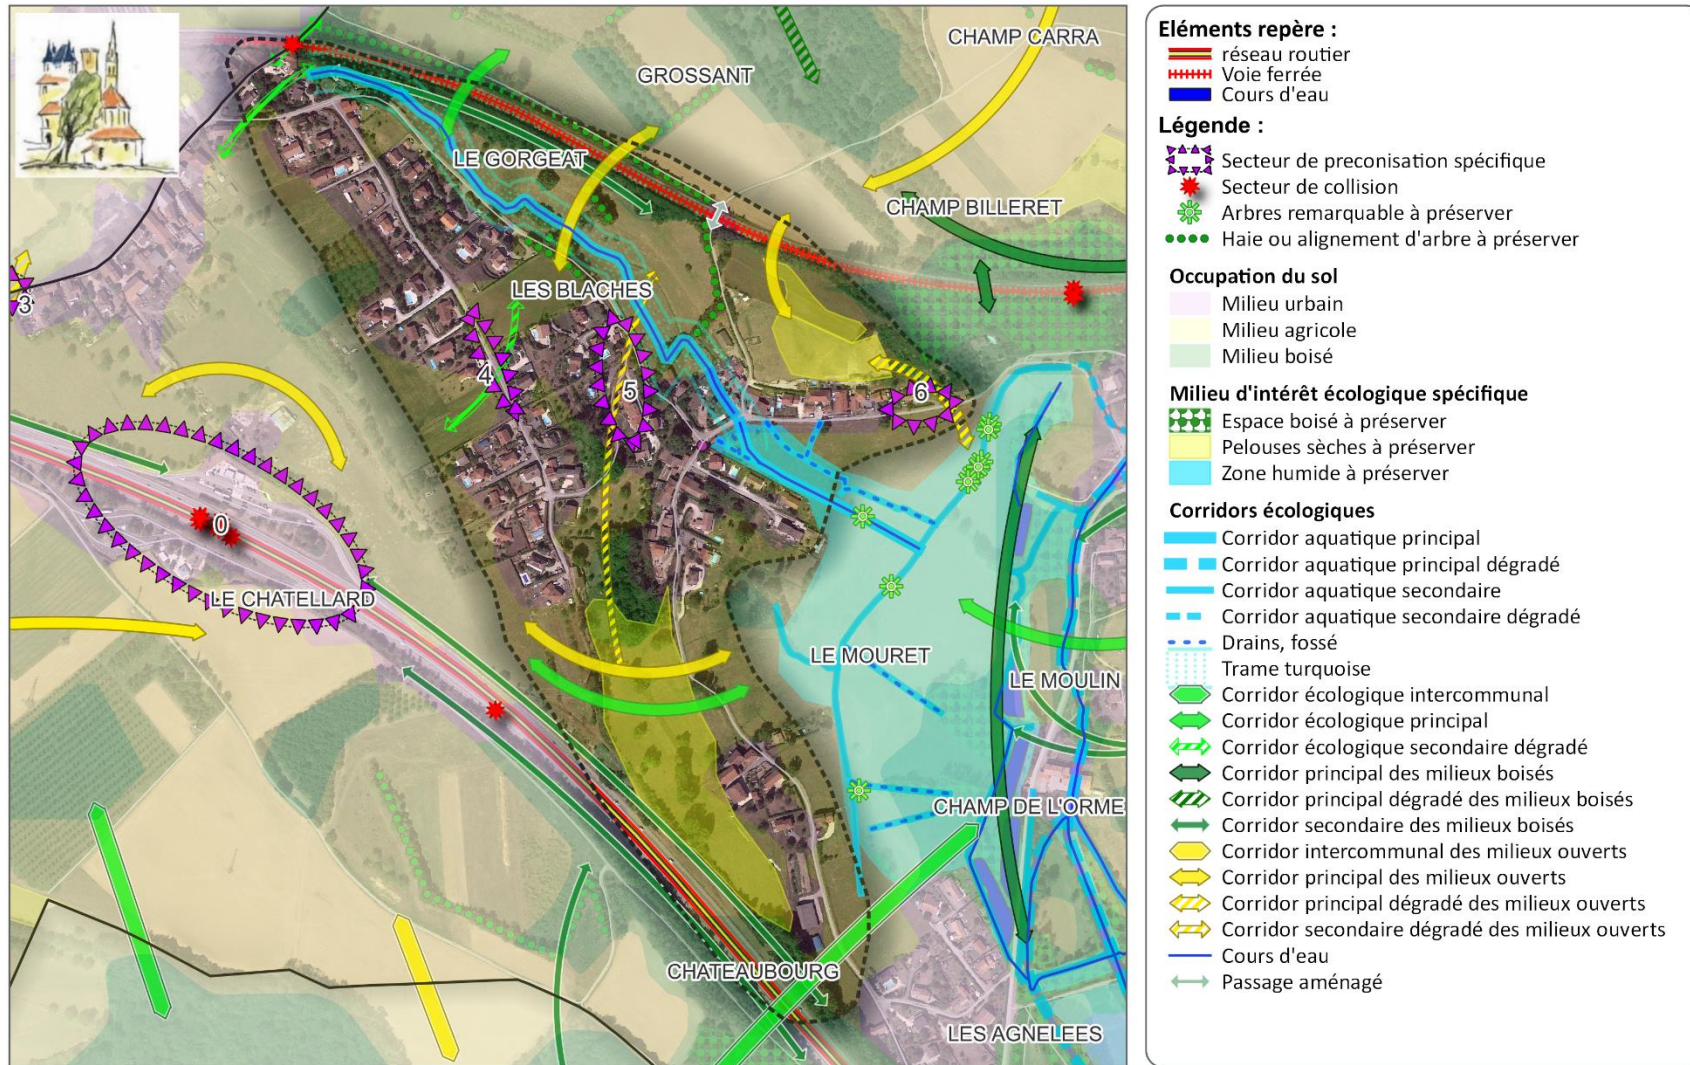 CHAMP CARRA
GROSSANT
LE GORGEAT
CHAMP BILLERET
LES BLACHES
3
4
5
6
0
LE CHATELLARD
LE MOURET
LE MOULIN
CHAMP DE L'ORME
CHATEAUBOURG
LES AGNELEES
Eléments repère :
réseau routier
Voie ferrée
Cours d'eau
Légende :
Secteur de preconisation spécifique
Secteur de collision
Arbres remarquable à préserver
Haie ou alignement d'arbre à préserver
Occupation du sol
Milieu urbain
Milieu agricole
Milieu boisé
Milieu d'intérêt écologique spécifique
Espace boisé à préserver
Pelouses sèches à préserver
Zone humide à préserver
Corridors écologiques
Corridor aquatique principal
Corridor aquatique principal dégradé
Corridor aquatique secondaire
Corridor aquatique secondaire dégradé
Drains, fossé
Trame turquoise
Corridor écologique intercommunal
Corridor écologique principal
Corridor écologique secondaire dégradé
Corridor principal des milieux boisés
Corridor principal dégradé des milieux boisés
Corridor secondaire des milieux boisés
Corridor intercommunal des milieux ouverts
Corridor principal des milieux ouverts
Corridor principal dégradé des milieux ouverts
Corridor secondaire dégradé des milieux ouverts
Cours d'eau
Passage aménagé